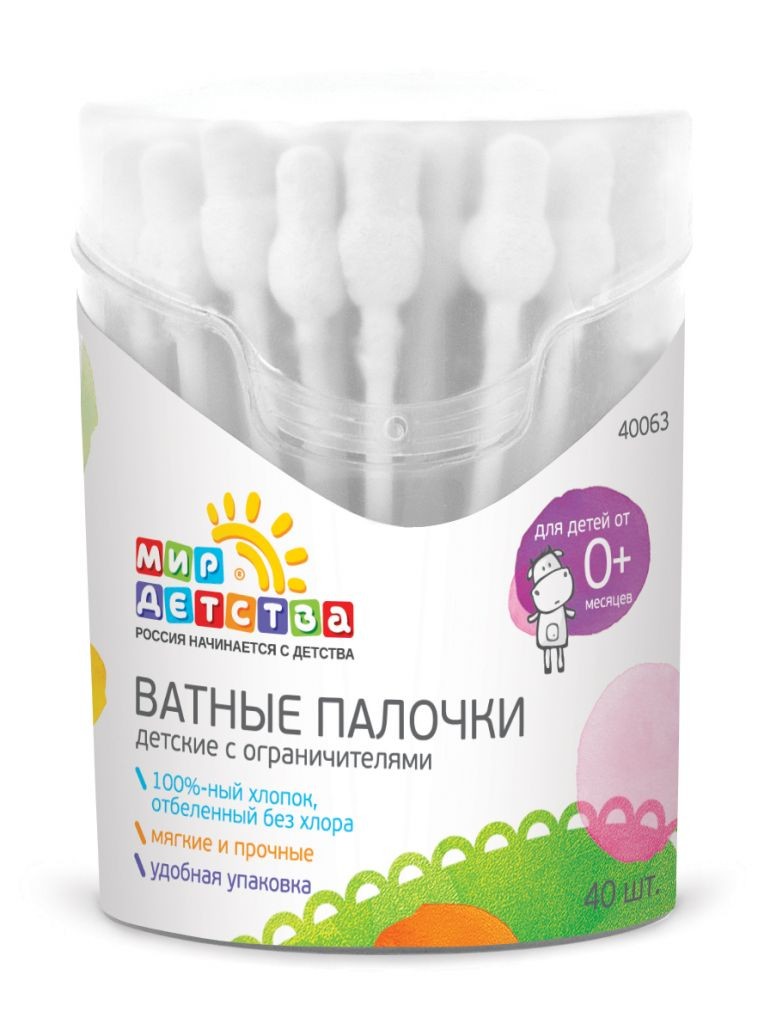 40063
для детей от
0+
месяцев
МИР ®
ДЕТСТВА
РОССИЯ НАЧИНАЕТСЯ С ДЕТСТВА
ВАТНЫЕ ПАЛОЧКИ
детские с ограничителями
100%-ный хлопок,
отбеленный без хлора
мягкие и прочные
удобная упаковка
40 шт.